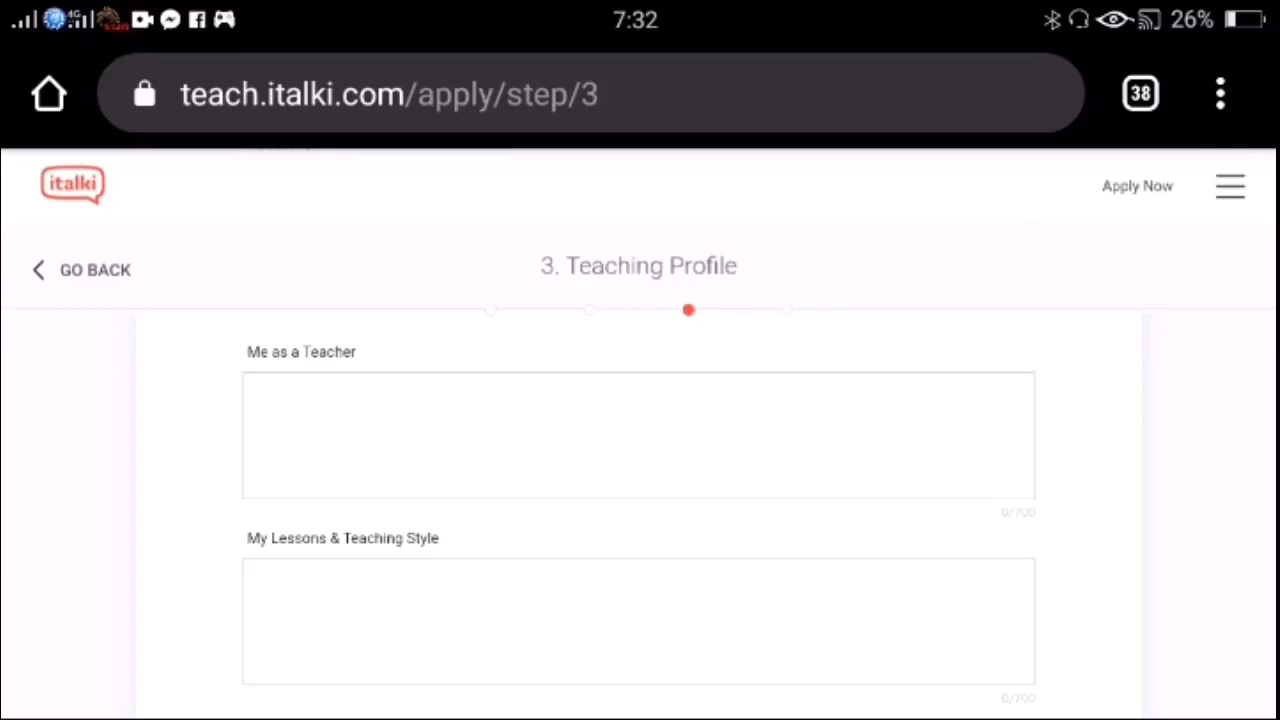 7:32
26%
teach.italki.com/apply/step/3
38
italki
Apply Now
GO BACK
3. Teaching Profile
Me as a Teacher
0/700
My Lessons & Teaching Style
0/700